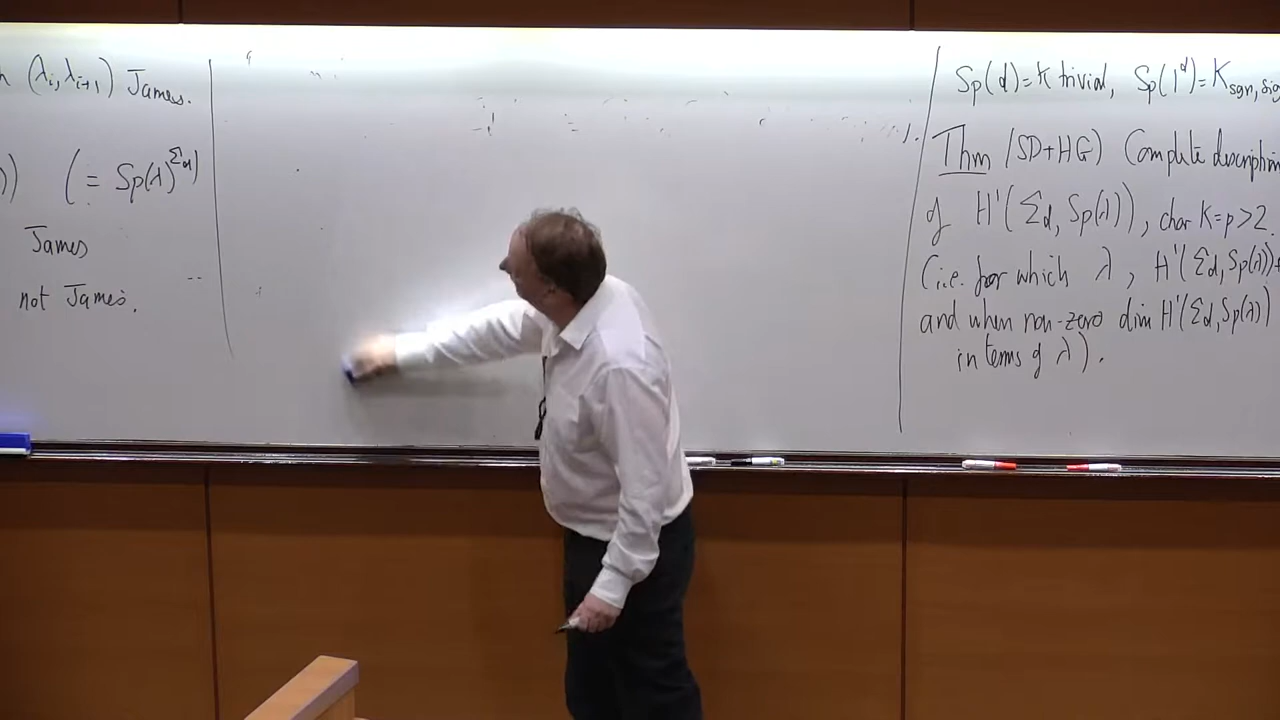 (λᵢ, λᵢ₊₁) James.
( = Sp(λ)^Σd )
James
not James.
Sp(d) = K trivial, Sp(1^d) = K sgn,
Thm (SD+HG) Complete
of H¹(Σd, Sp(λ)), char K = p > 2.
(i.e. for which λ, H¹(Σd, Sp(λ))
and when non-zero dim H¹(Σd, Sp(λ))
in terms of λ).